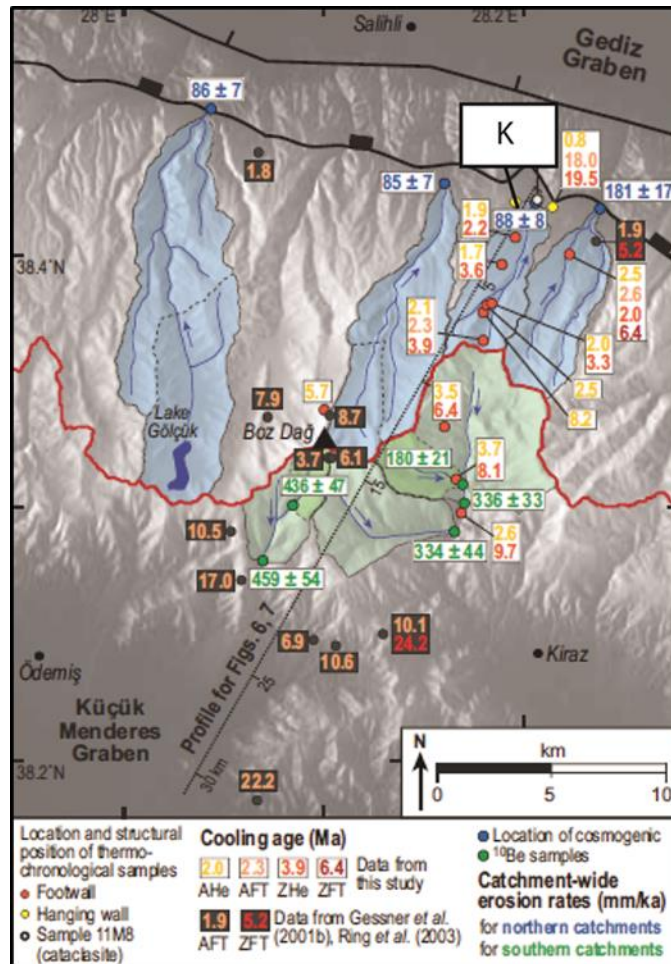 28°E
Salihli
28.2°E
Gediz
Graben
86 ± 7
K
0.8
18.0
19.5
1.8
85 ± 7
181 ± 17
1.9
2.2
88 ± 8
1.9
5.2
38.4°N
1.7
3.6
5
2.5
2.6
2.0
6.4
2.1
2.3
3.9
2.0
3.3
2.5
8.2
5.7
3.5
6.4
7.9
8.7
Lake
Gölçük
Boz Dağ
3.7
6.1
180 ± 21
3.7
8.1
15
436 ± 47
336 ± 33
10.5
2.6
9.7
334 ± 44
17.0
459 ± 54
10.1
24.2
6.9
10.6
Kiraz
Ödemiş
Profile for Figs. 6, 7
25
30 km
Küçük
Menderes
Graben
38.2°N
22.2
N
km
0 5 10
Location and structural
position of thermo-
chronological samples
Footwall
Hanging wall
Sample 11M8
(cataclasite)
Cooling age (Ma)
2.0 2.3 3.9 6.4 Data from
this study
AHe AFT ZHe ZFT
1.9 5.2 Data from Gessner et al.
(2001b), Ring et al. (2003)
AFT ZFT
Location of cosmogenic
¹⁰Be samples
Catchment-wide
erosion rates (mm/ka)
for northern catchments
for southern catchments